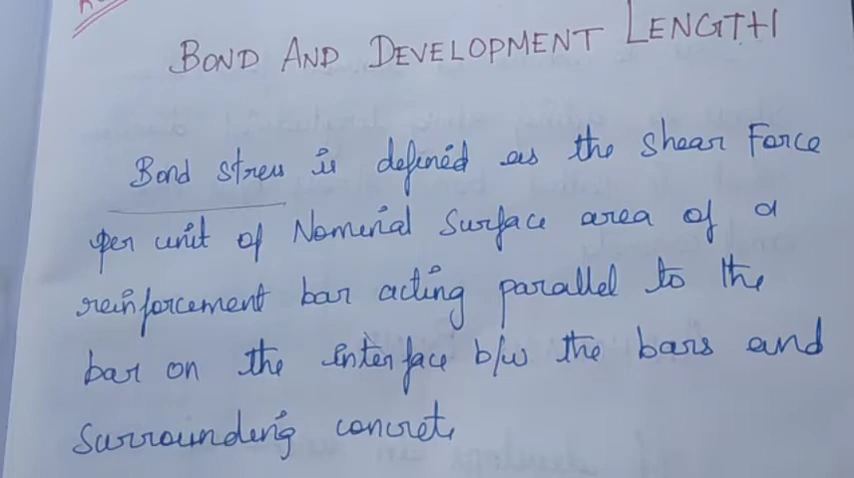 BOND AND DEVELOPMENT LENGTH
Bond stress is defined as the shear Force
per unit of Nominal Surface area of a
reinforcement bar acting parallel to the
bar on the interface b/w the bars and
surrounding concrete